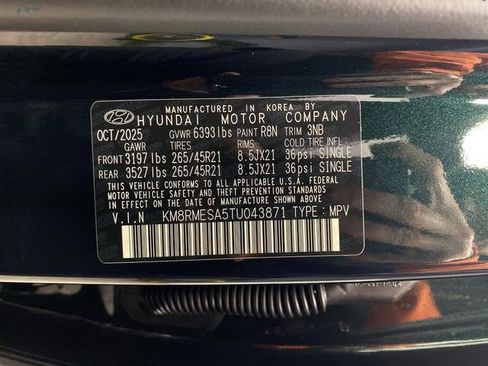 MANUFACTURED IN KOREA BY
HYUNDAI MOTOR COMPANY
OCT/2025 GVWR 6393lbs PAINT R8N TRIM 3NB
GAWR TIRES RIMS COLD TIRE INFL.
FRONT 3197 lbs 265/45R21 8.5JX21 36psi SINGLE
REAR 3527 lbs 265/45R21 8.5JX21 36psi SINGLE
THIS VEHICLE CONFORMS TO ALL APPLICABLE U.S.A. FEDERAL
MOTOR VEHICLE SAFETY AND THEFT PREVENTION STANDARDS
IN EFFECT ON THE DATE OF MANUFACTURE SHOWN ABOVE.
V.I.N KM8RMESA5TU043871 TYPE : MPV